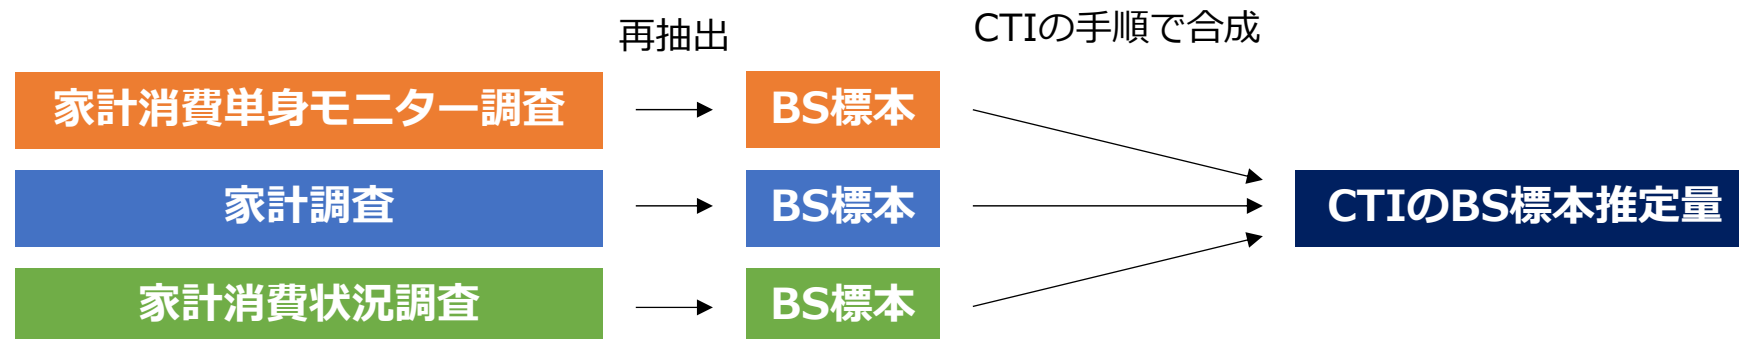 再抽出
CTIの手順で合成
家計消費単身モニター調査
BS標本
家計調査
BS標本
CTIのBS標本推定量
家計消費状況調査
BS標本